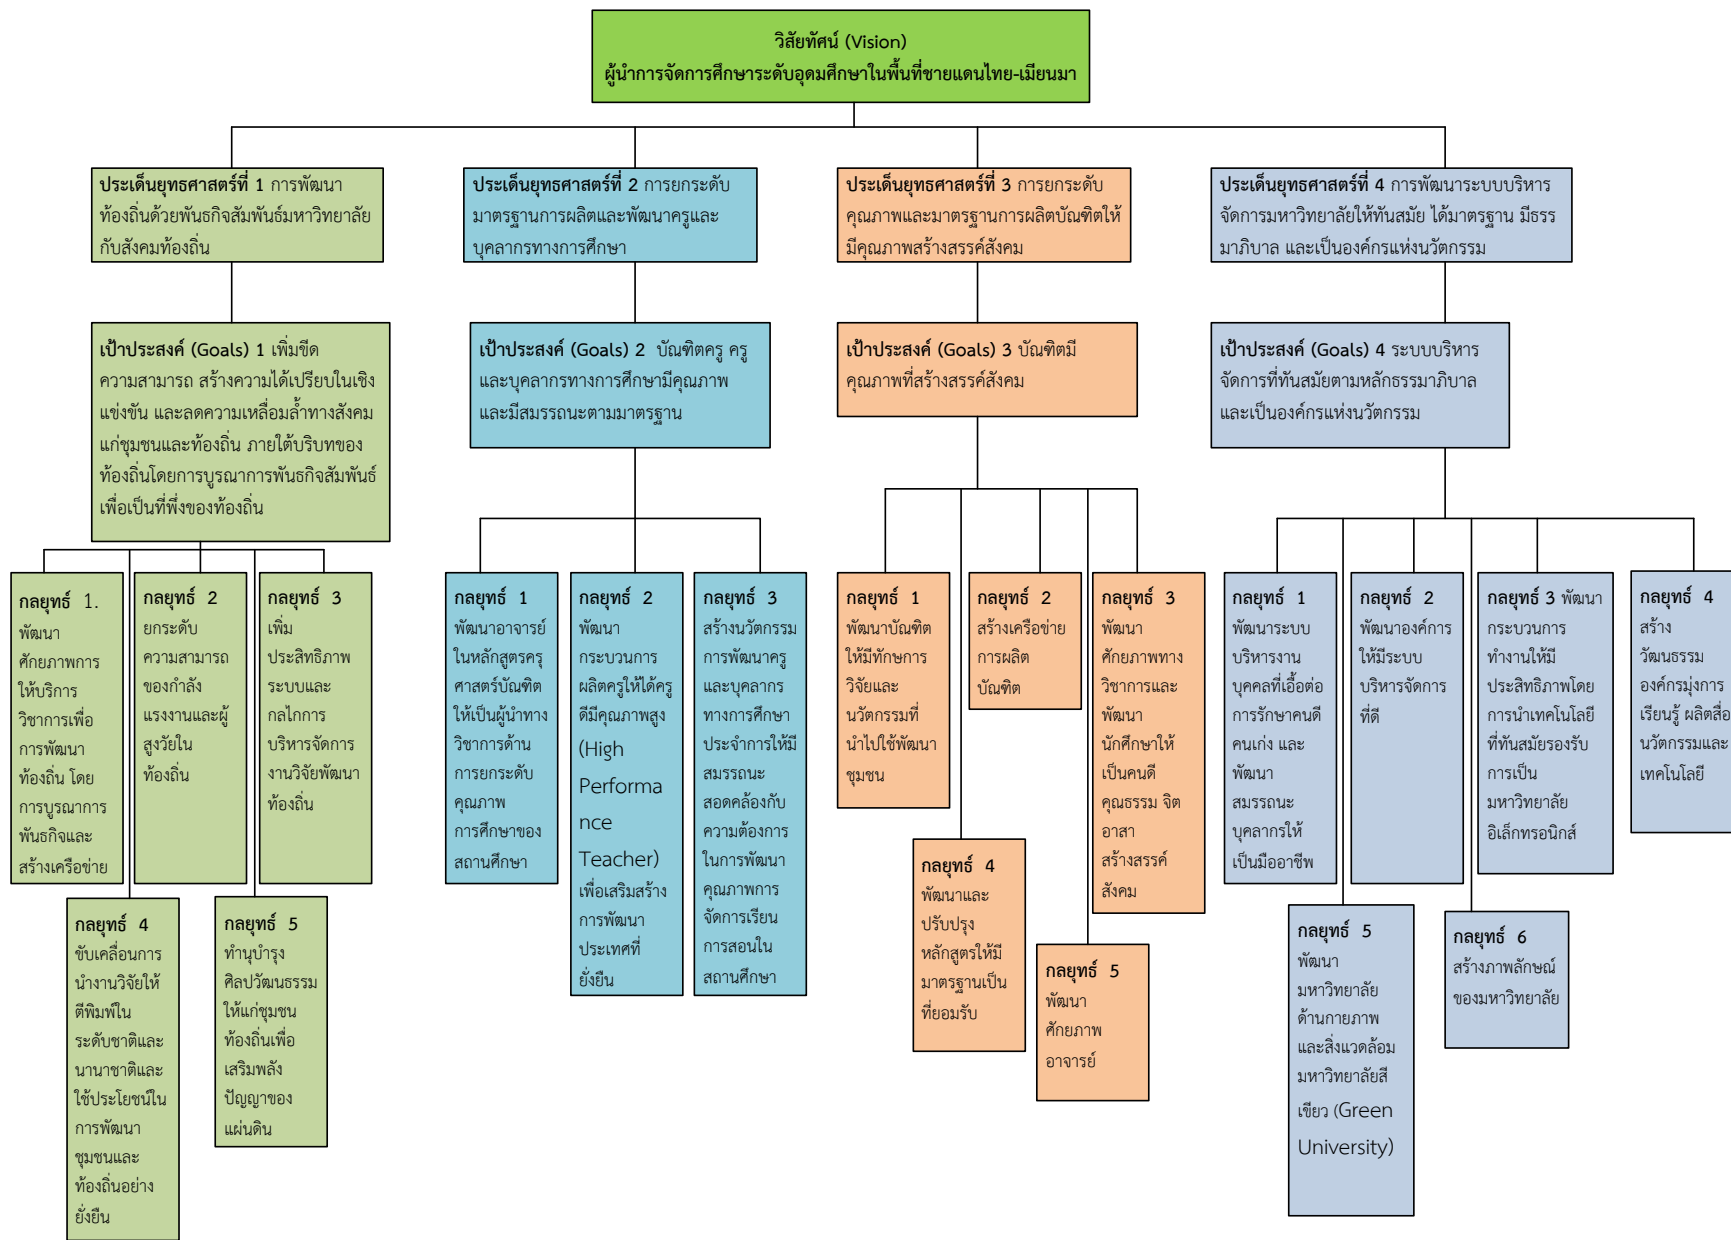 วิสัยทัศน์ (Vision)
ผู้นำการจัดการศึกษาระดับอุดมศึกษาในพื้นที่ชายแดนไทย-เมียนมา
ประเด็นยุทธศาสตร์ที่ 1 การพัฒนา
ท้องถิ่นด้วยพันธกิจสัมพันธ์มหาวิทยาลัย
กับสังคมท้องถิ่น
ประเด็นยุทธศาสตร์ที่ 2 การยกระดับ
มาตรฐานการผลิตและพัฒนาครูและ
บุคลากรทางการศึกษา
ประเด็นยุทธศาสตร์ที่ 3 การยกระดับ
คุณภาพและมาตรฐานการผลิตบัณฑิตให้
มีคุณภาพสร้างสรรค์สังคม
ประเด็นยุทธศาสตร์ที่ 4 การพัฒนาระบบบริหาร
จัดการมหาวิทยาลัยให้ทันสมัย ได้มาตรฐาน มีธรร
มาภิบาล และเป็นองค์กรแห่งนวัตกรรม
เป้าประสงค์ (Goals) 1 เพิ่มขีด
ความสามารถ สร้างความได้เปรียบในเชิง
แข่งขัน และลดความเหลื่อมล้ำทางสังคม
แก่ชุมชนและท้องถิ่น ภายใต้บริบทของ
ท้องถิ่นโดยการบูรณาการพันธกิจสัมพันธ์
เพื่อเป็นที่พึ่งของท้องถิ่น
เป้าประสงค์ (Goals) 2 บัณฑิตครู ครู
และบุคลากรทางการศึกษามีคุณภาพ
และมีสมรรถนะตามมาตรฐาน
เป้าประสงค์ (Goals) 3 บัณฑิตมี
คุณภาพที่สร้างสรรค์สังคม
เป้าประสงค์ (Goals) 4 ระบบบริหาร
จัดการที่ทันสมัยตามหลักธรรมาภิบาล
และเป็นองค์กรแห่งนวัตกรรม
กลยุทธ์ 1.
พัฒนา
ศักยภาพการ
ให้บริการ
วิชาการเพื่อ
การพัฒนา
ท้องถิ่น โดย
การบูรณาการ
พันธกิจและ
สร้างเครือข่าย
กลยุทธ์ 2
ยกระดับ
ความสามารถ
ของกำลัง
แรงงานและผู้
สูงวัยใน
ท้องถิ่น
กลยุทธ์ 3
เพิ่ม
ประสิทธิภาพ
ระบบและ
กลไกการ
บริหารจัดการ
งานวิจัยพัฒนา
ท้องถิ่น
กลยุทธ์ 4
ขับเคลื่อนการ
นำงานวิจัยให้
ตีพิมพ์ใน
ระดับชาติและ
นานาชาติและ
ใช้ประโยชน์ใน
การพัฒนา
ชุมชนและ
ท้องถิ่นอย่าง
ยั่งยืน
กลยุทธ์ 5
ทำนุบำรุง
ศิลปวัฒนธรรม
ให้แก่ชุมชน
ท้องถิ่นเพื่อ
เสริมพลัง
ปัญญาของ
แผ่นดิน
กลยุทธ์ 1
พัฒนาอาจารย์
ในหลักสูตรครุ
ศาสตร์บัณฑิต
ให้เป็นผู้นำทาง
วิชาการด้าน
การยกระดับ
คุณภาพ
การศึกษาของ
สถานศึกษา
กลยุทธ์ 2
พัฒนา
กระบวนการ
ผลิตครูให้ได้ครู
ดีมีคุณภาพสูง
(High
Performa
nce
Teacher)
เพื่อเสริมสร้าง
การพัฒนา
ประเทศที่
ยั่งยืน
กลยุทธ์ 3
สร้างนวัตกรรม
การพัฒนาครู
และบุคลากร
ทางการศึกษา
ประจำการให้มี
สมรรถนะ
สอดคล้องกับ
ความต้องการ
ในการพัฒนา
คุณภาพการ
จัดการเรียน
การสอนใน
สถานศึกษา
กลยุทธ์ 1
พัฒนาบัณฑิต
ให้มีทักษการ
วิจัยและ
นวัตกรรมที่
นำไปใช้พัฒนา
ชุมชน
กลยุทธ์ 2
สร้างเครือข่าย
การผลิต
บัณฑิต
กลยุทธ์ 3
พัฒนา
ศักยภาพทาง
วิชาการและ
พัฒนา
นักศึกษาให้
เป็นคนดี
คุณธรรม จิต
อาสา
สร้างสรรค์
สังคม
กลยุทธ์ 4
พัฒนาและ
ปรับปรุง
หลักสูตรให้มี
มาตรฐานเป็น
ที่ยอมรับ
กลยุทธ์ 5
พัฒนา
ศักยภาพ
อาจารย์
กลยุทธ์ 1
พัฒนาระบบ
บริหารงาน
บุคคลที่เอื้อต่อ
การรักษาคนดี
คนเก่ง และ
พัฒนา
สมรรถนะ
บุคลากรให้
เป็นมืออาชีพ
กลยุทธ์ 2
พัฒนาองค์การ
ให้มีระบบ
บริหารจัดการ
ที่ดี
กลยุทธ์ 3 พัฒนา
กระบวนการ
ทำงานให้มี
ประสิทธิภาพโดย
การนำเทคโนโลยี
ที่ทันสมัยรองรับ
การเป็น
มหาวิทยาลัย
อิเล็กทรอนิกส์
กลยุทธ์ 4
สร้าง
วัฒนธรรม
องค์กรมุ่งการ
เรียนรู้ ผลิตสื่อ
นวัตกรรมและ
เทคโนโลยี
กลยุทธ์ 5
พัฒนา
มหาวิทยาลัย
ด้านกายภาพ
และสิ่งแวดล้อม
มหาวิทยาลัยสี
เขียว (Green
University)
กลยุทธ์ 6
สร้างภาพลักษณ์
ของมหาวิทยาลัย